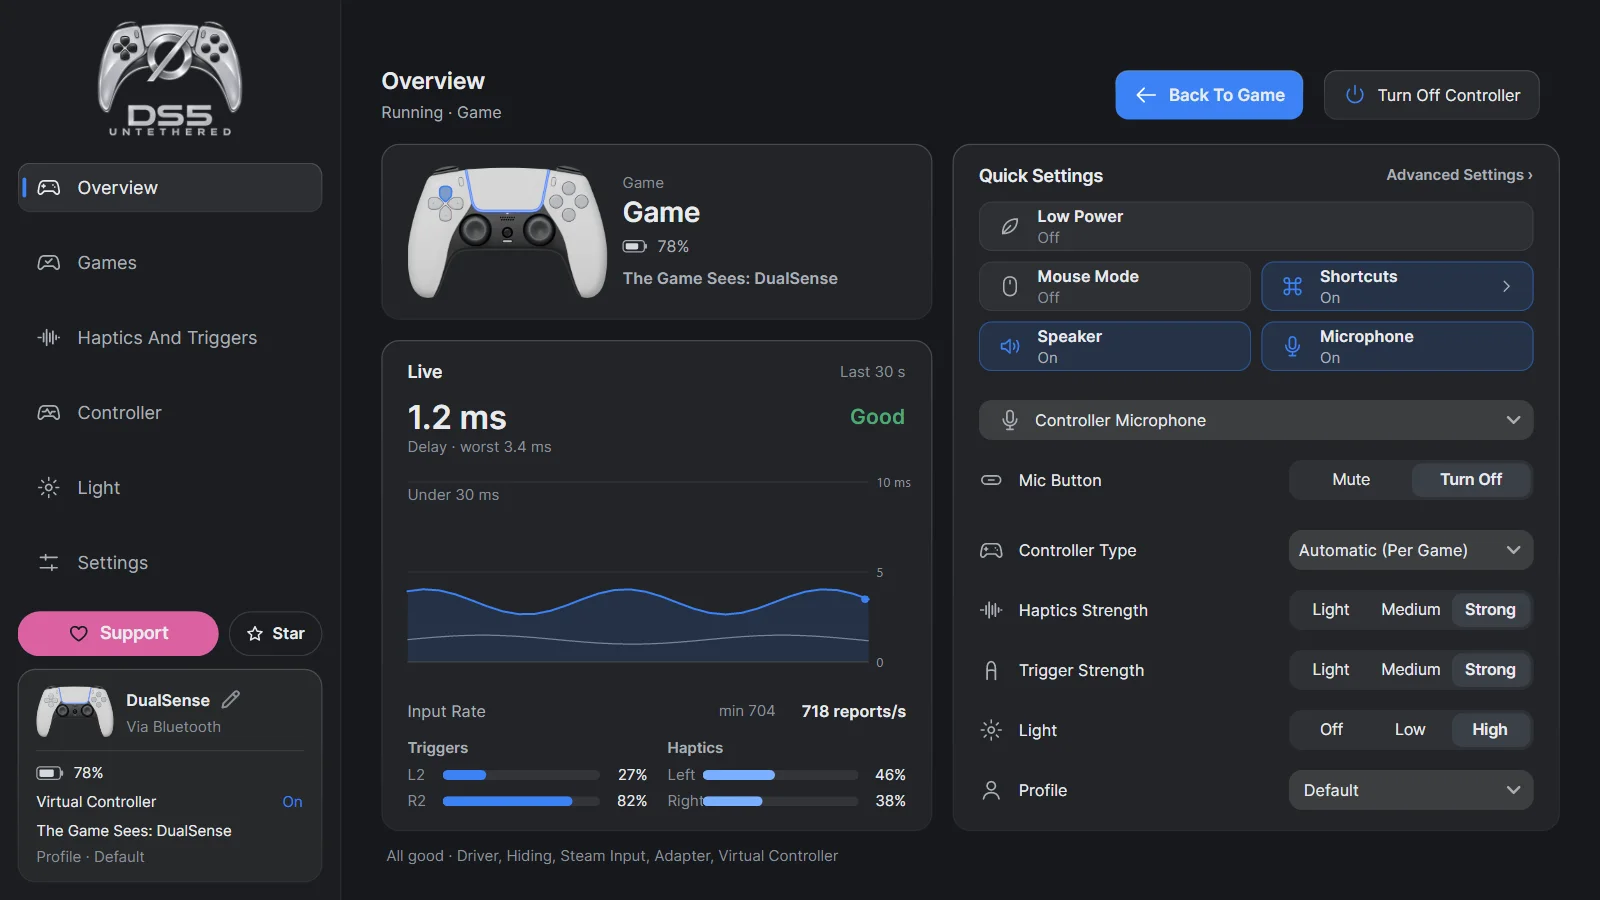 DS5
UNTETHERED
Overview
Games
Haptics And Triggers
Controller
Light
Settings
Support
Star
DualSense
Via Bluetooth
78%
Virtual Controller On
The Game Sees: DualSense
Profile · Default
Overview
Running · Game
Back To Game
Turn Off Controller
Game
Game
78%
The Game Sees: DualSense
Live Last 30 s
1.2 ms Good
Delay · worst 3.4 ms
10 ms
Under 30 ms
5
0
Input Rate min 704 718 reports/s
Triggers Haptics
L2 27% Left 46%
R2 82% Right 38%
All good · Driver, Hiding, Steam Input, Adapter, Virtual Controller
Quick Settings Advanced Settings ›
Low Power
Off
Mouse Mode
Off
Shortcuts
On
Speaker
On
Microphone
On
Controller Microphone
Mic Button Mute Turn Off
Controller Type Automatic (Per Game)
Haptics Strength Light Medium Strong
Trigger Strength Light Medium Strong
Light Off Low High
Profile Default